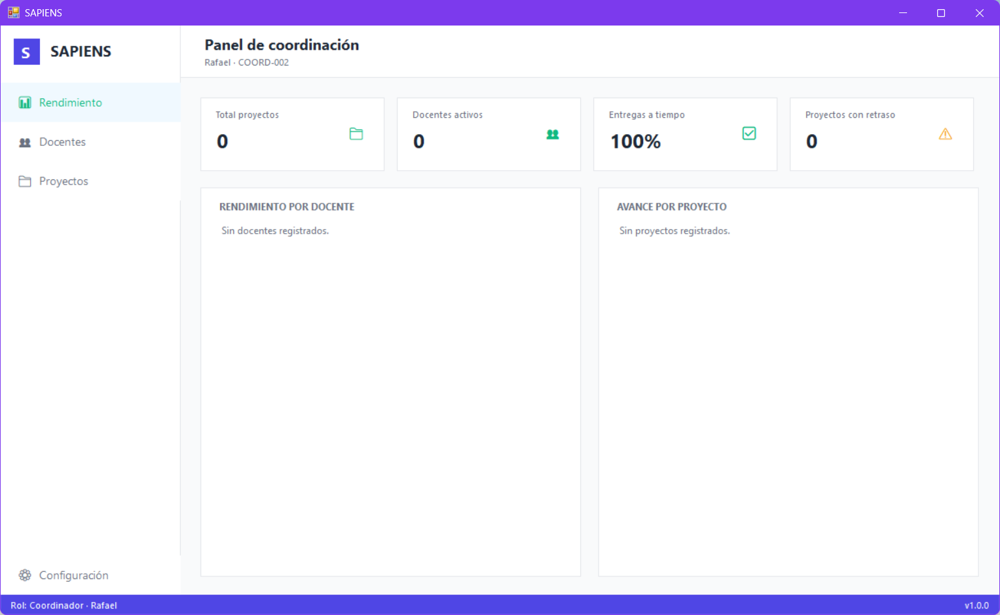 SAPIENS
S
SAPIENS
Rendimiento
Docentes
Proyectos
Configuración
Panel de coordinación
Rafael · COORD-002
Total proyectos
0
Docentes activos
0
Entregas a tiempo
100%
Proyectos con retraso
0
RENDIMIENTO POR DOCENTE
Sin docentes registrados.
AVANCE POR PROYECTO
Sin proyectos registrados.
Rol: Coordinador · Rafael
v1.0.0